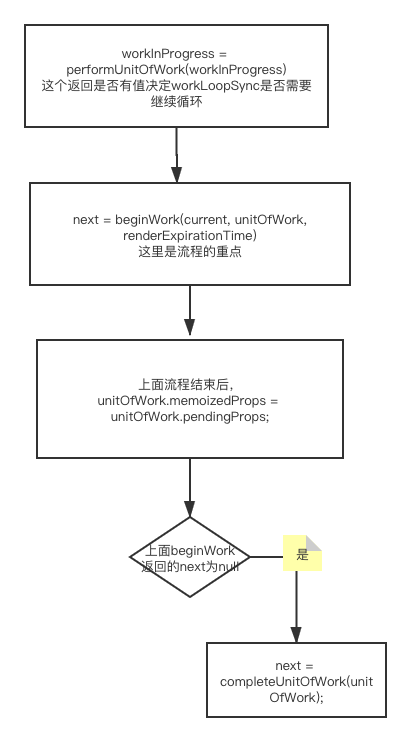 workInProgress =
performUnitOfWork(workInProgress)
这个返回是否有值决定workLoopSync是否需要
继续循环
next = beginWork(current, unitOfWork,
renderExpirationTime)
这里是流程的重点
上面流程结束后，
unitOfWork.memoizedProps =
unitOfWork.pendingProps;
上面beginWork
返回的next为null
是
next =
completeUnitOfWork(unit
OfWork);